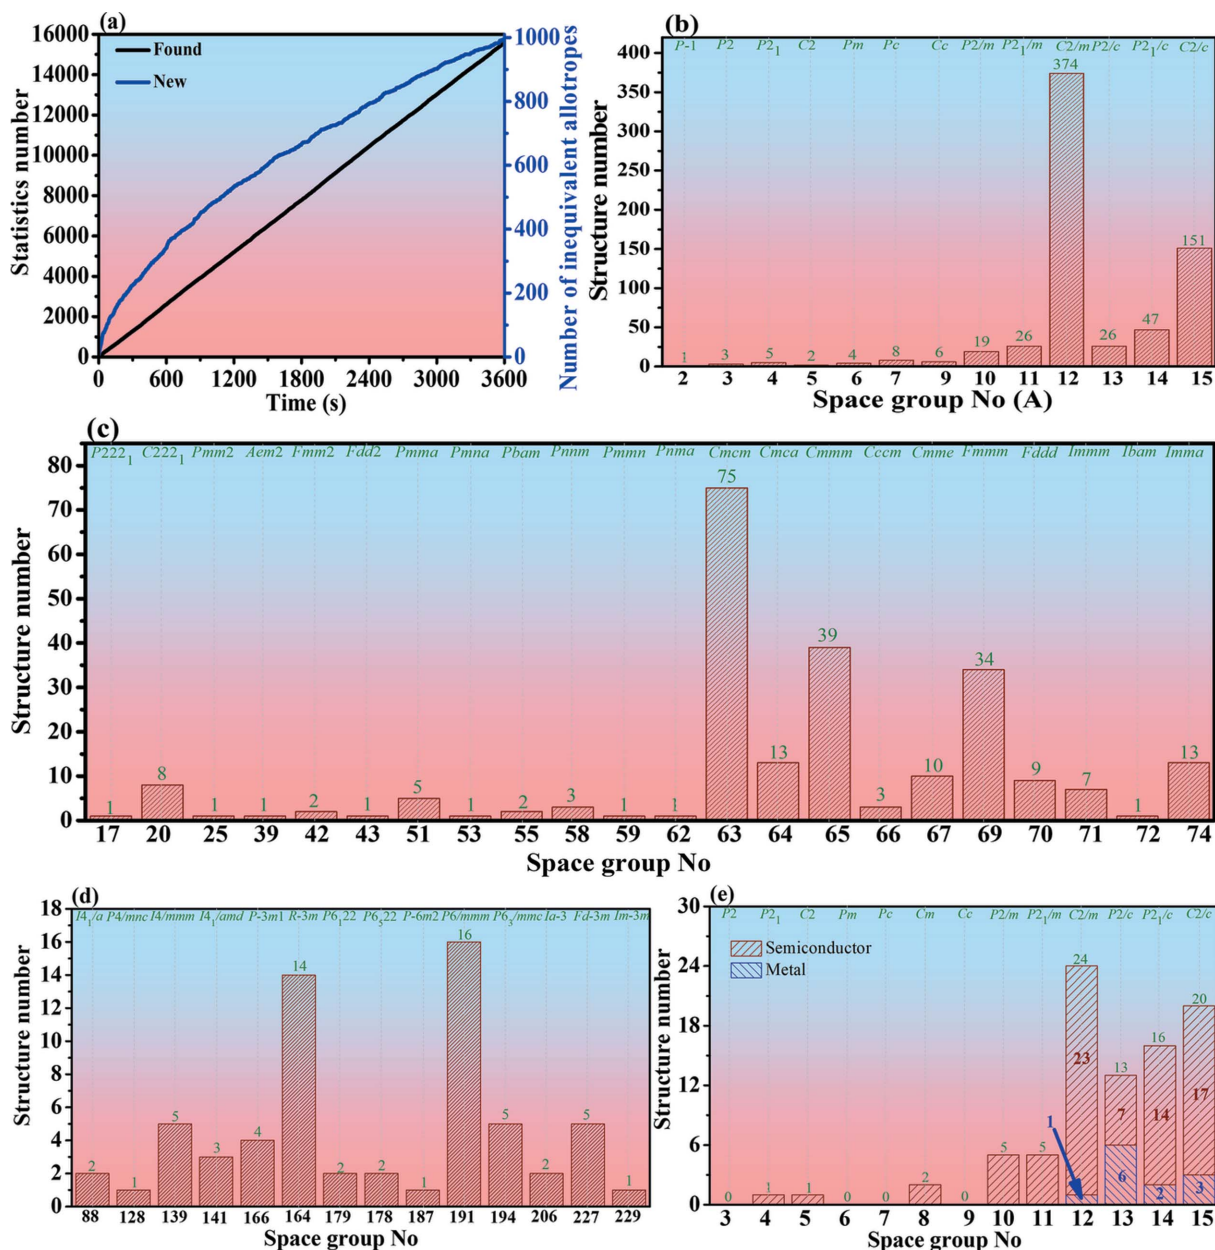 (a)
16000
14000
12000
10000
8000
6000
4000
2000
0
Statistics number
Found
New
1000
800
600
400
200
0
Number of inequivalent allotropes
0 600 1200 1800 2400 3000 3600
Time (s)
(b)
P-1 P2 P2₁ C2 Pm Pc Cc P2/m P2₁/m C2/m P2/c P2₁/c C2/c
400
350
300
250
200
150
100
50
0
Structure number
1 3 5 2 4 8 6 19 26 374 26 47 151
2 3 4 5 6 7 9 10 11 12 13 14 15
Space group No (A)
(c)
P222₁ C222₁ Pmm2 Aem2 Fmm2 Fdd2 Pmma Pmna Pbam Pnnm Pmmn Pnma Cmcm Cmca Cmmm Cccm Cmme Fmmm Fddd Immm Ibam Imma
80
70
60
50
40
30
20
10
0
Structure number
1 8 1 1 2 1 5 1 2 3 1 1 75 13 39 3 10 34 9 7 1 13
17 20 25 39 42 43 51 53 55 58 59 62 63 64 65 66 67 69 70 71 72 74
Space group No
(d)
I4₁/a P4/mnc I4/mmm I4₁/amd P-3m1 R-3m P6₁22 P6₅22 P-6m2 P6/mmm P6₃/mmc Ia-3 Fd-3m Im-3m
18
16
14
12
10
8
6
4
2
0
Structure number
2 1 5 3 4 14 2 2 1 16 5 2 5 1
88 128 139 141 166 164 179 178 187 191 194 206 227 229
Space group No
(e)
P2 P2₁ C2 Pm Pc Cm Cc P2/m P2₁/m C2/m P2/c P2₁/c C2/c
30
24
18
12
6
0
Structure number
Semiconductor
Metal
0 1 1 0 0 2 0 5 5 24 13 16 20
23 7 14 17
1 6 2 3
3 4 5 6 7 8 9 10 11 12 13 14 15
Space group No